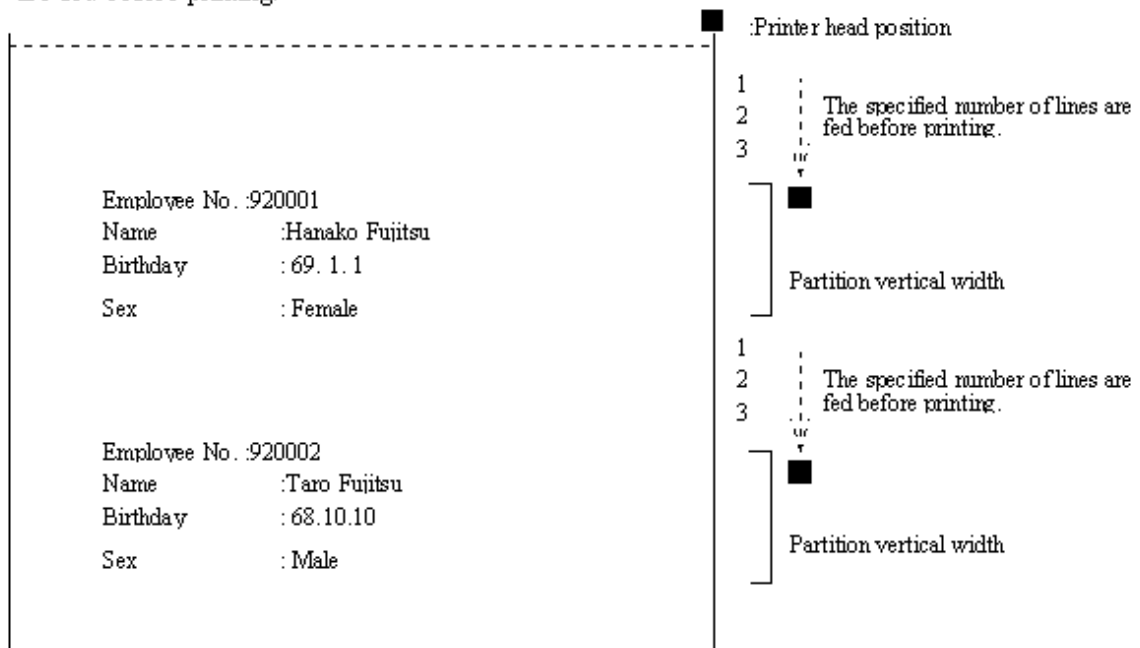 :Printer head position
1
2
3
The specified number of lines are
fed before printing.
Employee No. :920001
Name :Hanako Fujitsu
Birthday : 69. 1. 1
Sex : Female
Partition vertical width
1
2
3
The specified number of lines are
fed before printing.
Employee No. :920002
Name :Taro Fujitsu
Birthday : 68.10.10
Sex : Male
Partition vertical width